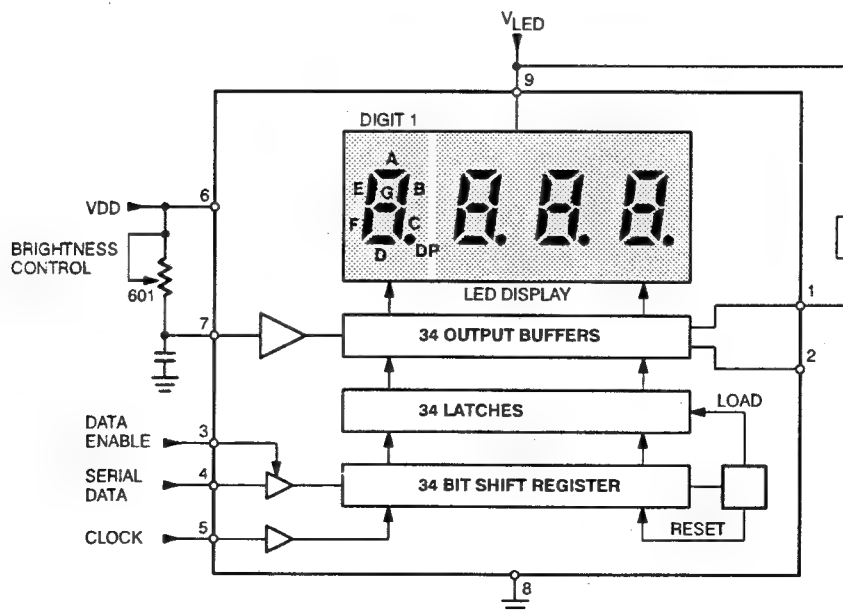 VLED
9
DIGIT 1
A
E
G
B
F
C
D
DP
VDD
6
BRIGHTNESS
CONTROL
601
LED DISPLAY
7
34 OUTPUT BUFFERS
1
2
34 LATCHES
LOAD
DATA
ENABLE
3
SERIAL
DATA
4
34 BIT SHIFT REGISTER
RESET
CLOCK
5
8